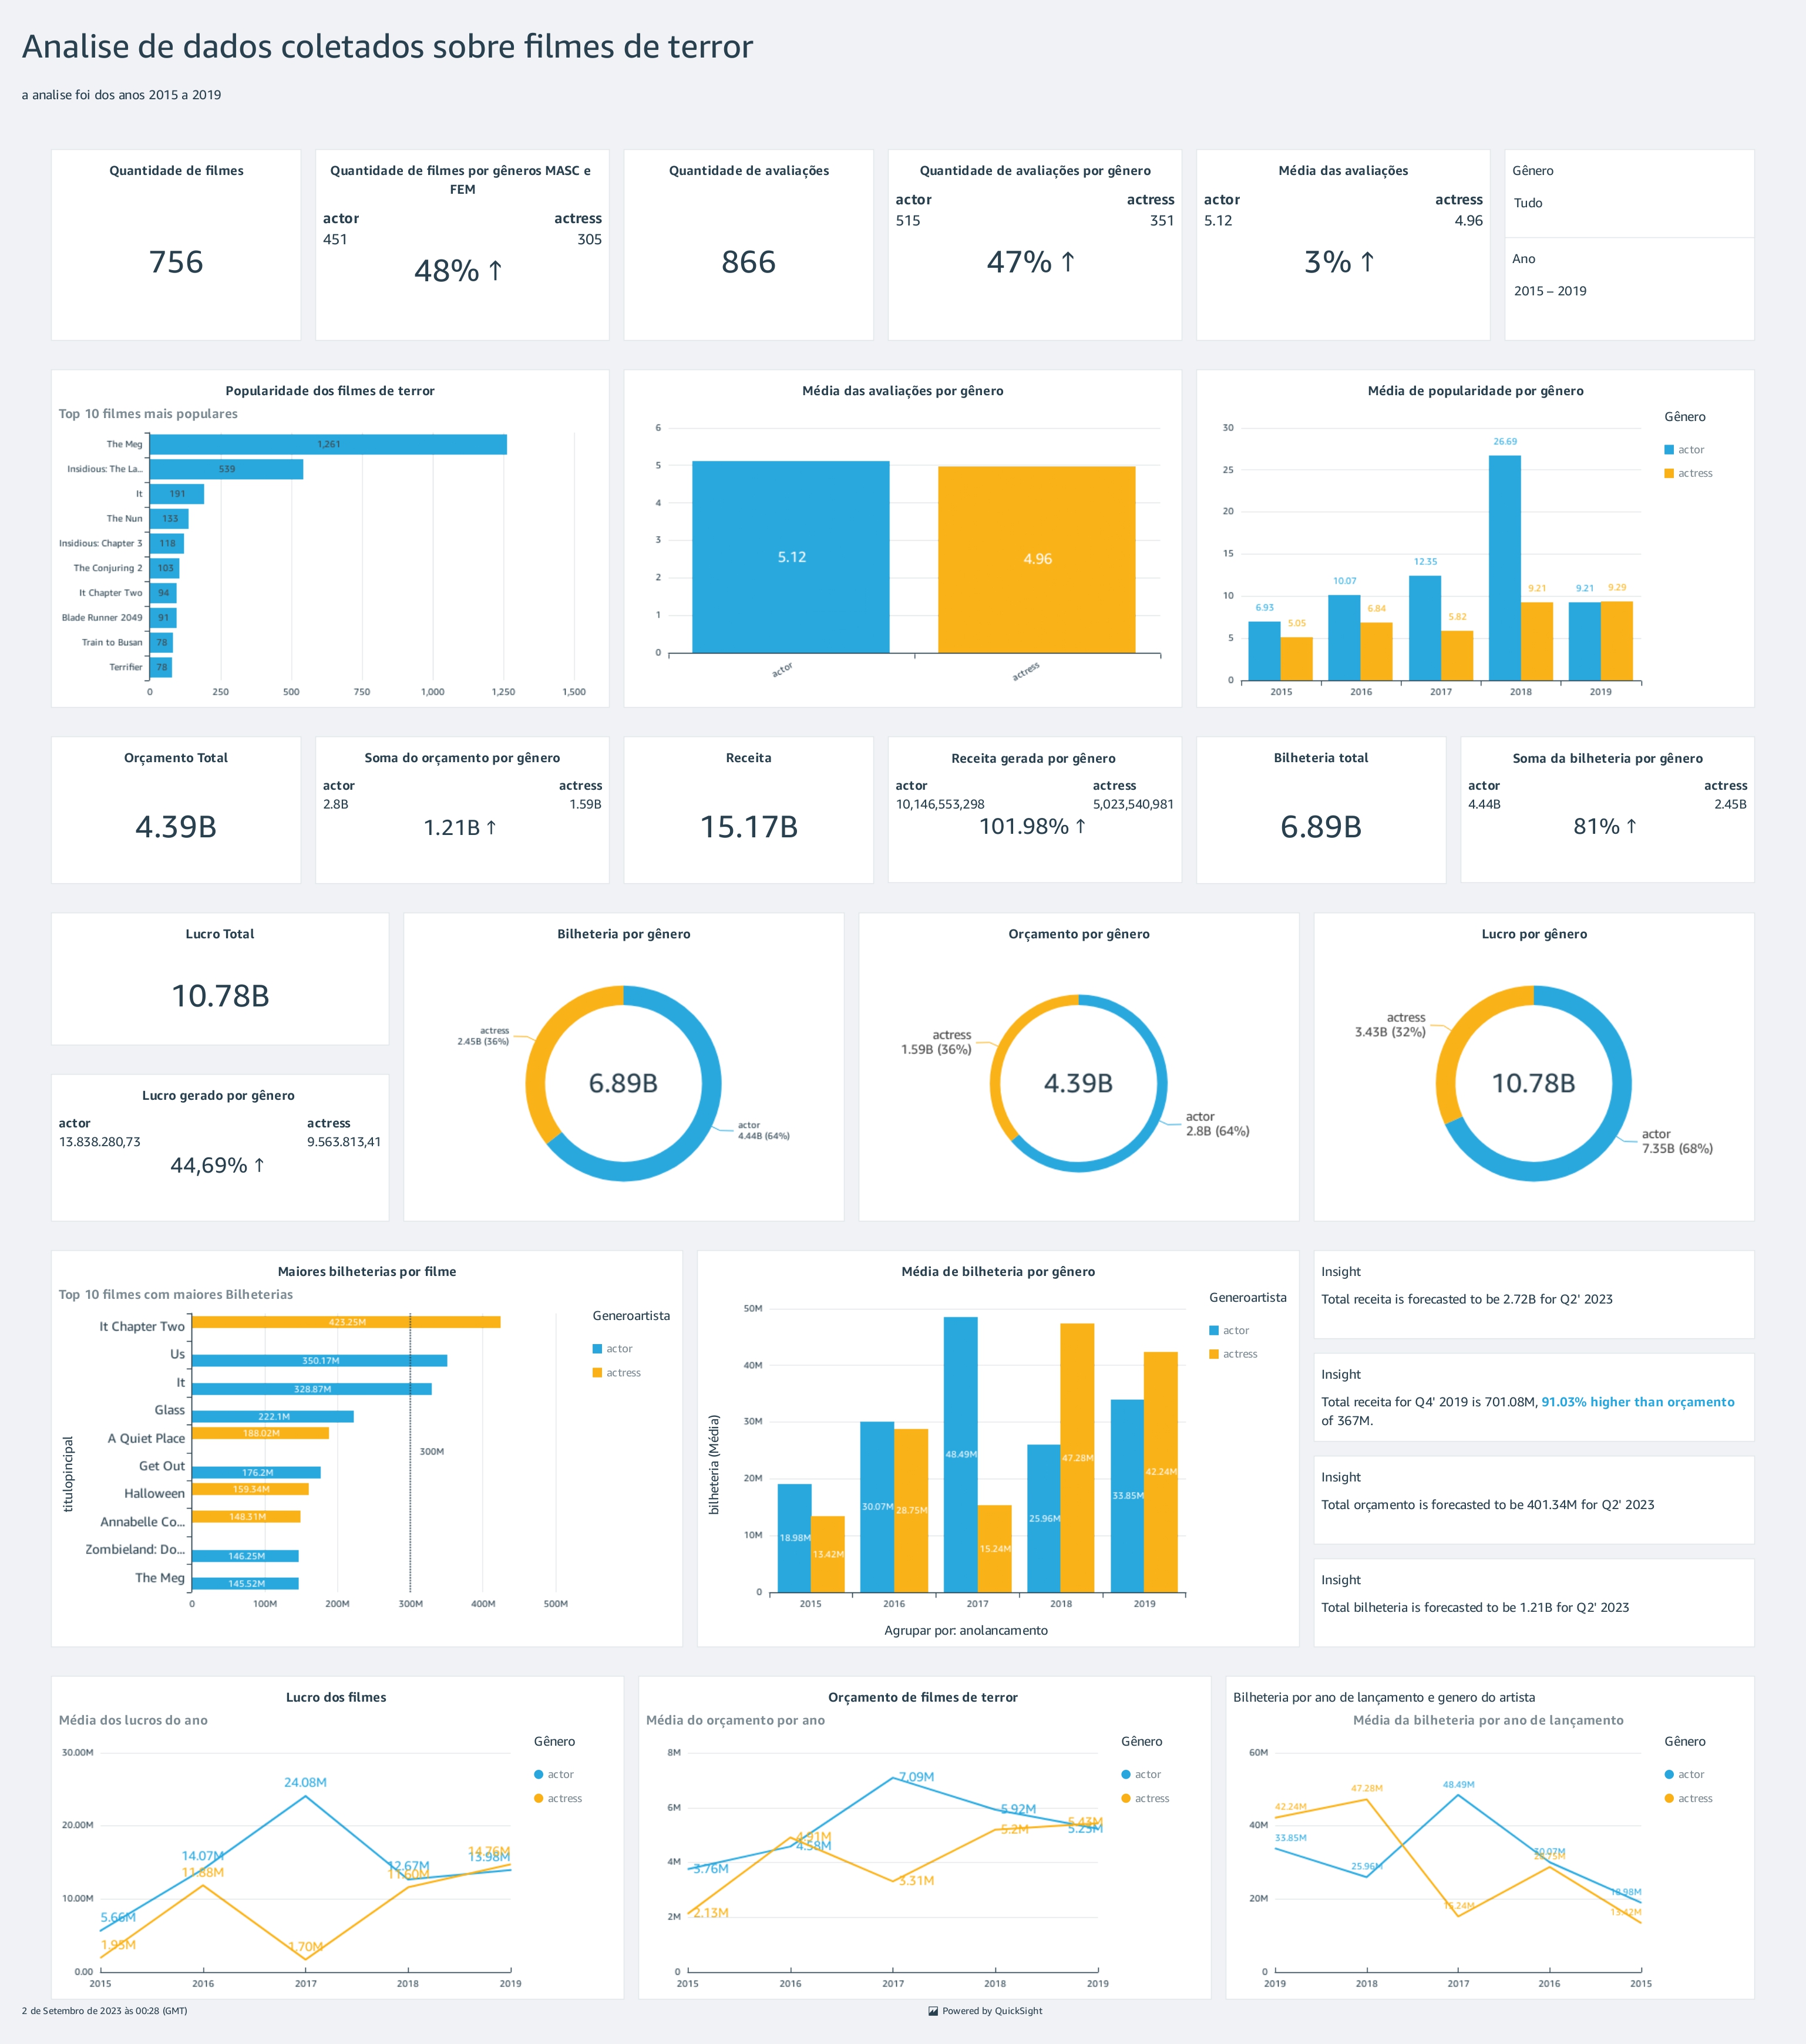 Analise de dados coletados sobre filmes de terror
a analise foi dos anos 2015 a 2019
Quantidade de filmes
756
Quantidade de filmes por gêneros MASC e
FEM
actor actress
451 305
48% ↑
Quantidade de avaliações
866
Quantidade de avaliações por gênero
actor actress
515 351
47% ↑
Média das avaliações
actor actress
5.12 4.96
3% ↑
Gênero
Tudo
Ano
2015 – 2019
Popularidade dos filmes de terror
Top 10 filmes mais populares
The Meg 1,261
Insidious: The La... 539
It 191
The Nun 133
Insidious: Chapter 3 118
The Conjuring 2 103
It Chapter Two 94
Blade Runner 2049 91
Train to Busan 78
Terrifier 78
0 250 500 750 1,000 1,250 1,500
Média das avaliações por gênero
6
5
4
3
2
1
0
5.12 4.96
actor actress
Média de popularidade por gênero
Gênero
actor
actress
30
25
20
15
10
5
0
6.93 5.05 10.07 6.84 12.35 5.82 26.69 9.21 9.21 9.29
2015 2016 2017 2018 2019
Orçamento Total
4.39B
Soma do orçamento por gênero
actor actress
2.8B 1.59B
1.21B ↑
Receita
15.17B
Receita gerada por gênero
actor actress
10,146,553,298 5,023,540,981
101.98% ↑
Bilheteria total
6.89B
Soma da bilheteria por gênero
actor actress
4.44B 2.45B
81% ↑
Lucro Total
10.78B
Lucro gerado por gênero
actor actress
13.838.280,73 9.563.813,41
44,69% ↑
Bilheteria por gênero
actress
2.45B (36%)
6.89B
actor
4.44B (64%)
Orçamento por gênero
actress
1.59B (36%)
4.39B
actor
2.8B (64%)
Lucro por gênero
actress
3.43B (32%)
10.78B
actor
7.35B (68%)
Maiores bilheterias por filme
Top 10 filmes com maiores Bilheterias
Generoartista
actor
actress
titulopincipal
It Chapter Two 423.25M
Us 350.17M
It 328.87M
Glass 222.1M
A Quiet Place 188.02M
300M
Get Out 176.2M
Halloween 159.34M
Annabelle Co... 148.31M
Zombieland: Do... 146.25M
The Meg 145.52M
0 100M 200M 300M 400M 500M
Média de bilheteria por gênero
Generoartista
actor
actress
bilheteria (Média)
50M
40M
30M
20M
10M
0
18.98M 13.42M 30.07M 28.75M 48.49M 15.24M 25.96M 47.28M 33.85M 42.24M
2015 2016 2017 2018 2019
Agrupar por: anolancamento
Insight
Total receita is forecasted to be 2.72B for Q2' 2023
Insight
Total receita for Q4' 2019 is 701.08M, 91.03% higher than orçamento
of 367M.
Insight
Total orçamento is forecasted to be 401.34M for Q2' 2023
Insight
Total bilheteria is forecasted to be 1.21B for Q2' 2023
Lucro dos filmes
Média dos lucros do ano
Gênero
actor
actress
30.00M
20.00M
10.00M
0.00
5.66M 14.07M 24.08M 12.67M 13.98M
1.95M 11.88M 1.70M 11.60M 14.76M
2015 2016 2017 2018 2019
Orçamento de filmes de terror
Média do orçamento por ano
Gênero
actor
actress
8M
6M
4M
2M
0
3.76M 4.58M 7.09M 5.92M 5.23M
2.13M 4.91M 3.31M 5.2M 5.43M
2015 2016 2017 2018 2019
Bilheteria por ano de lançamento e genero do artista
Média da bilheteria por ano de lançamento
Gênero
actor
actress
60M
40M
20M
0
42.24M 47.28M 15.24M 28.75M 13.42M
33.85M 25.96M 48.49M 30.07M 18.98M
2019 2018 2017 2016 2015
2 de Setembro de 2023 às 00:28 (GMT)
Powered by QuickSight